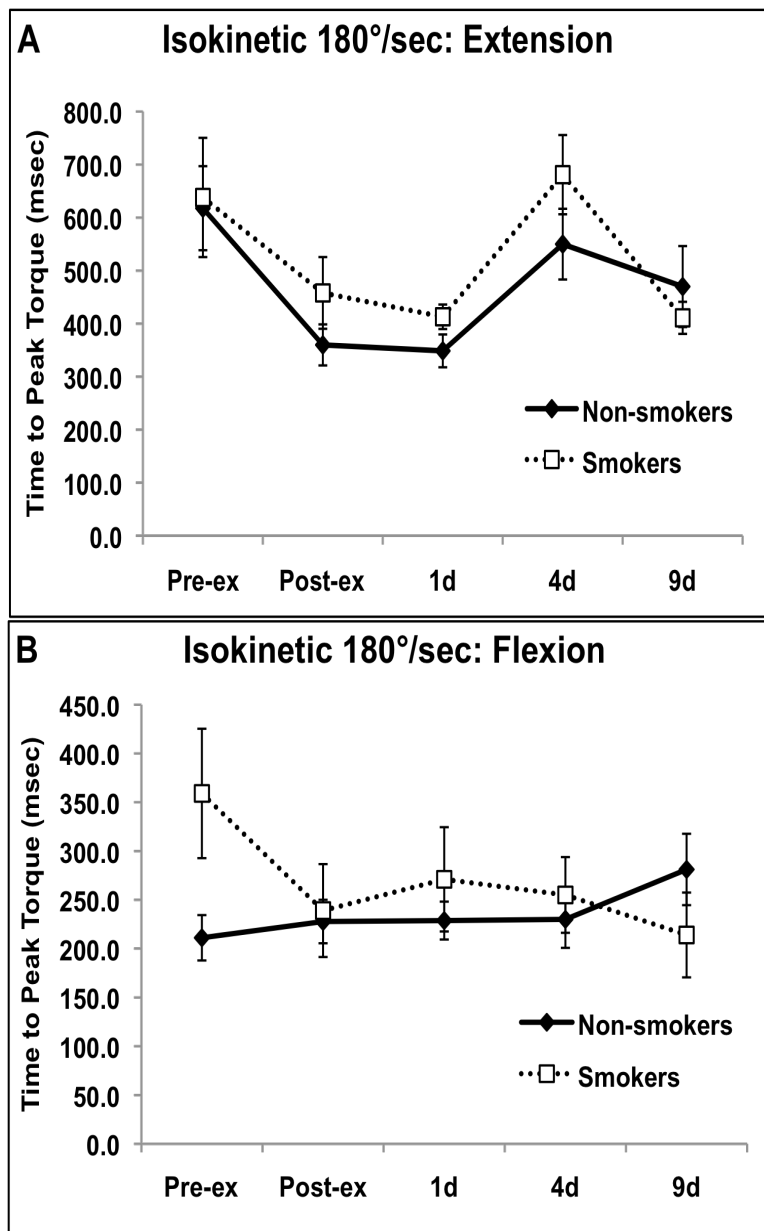 A Isokinetic 180°/sec: Extension
Time to Peak Torque (msec)
800.0
700.0
600.0
500.0
400.0
300.0
200.0
100.0
0.0
Non-smokers
Smokers
Pre-ex Post-ex 1d 4d 9d
B Isokinetic 180°/sec: Flexion
Time to Peak Torque (msec)
450.0
400.0
350.0
300.0
250.0
200.0
150.0
100.0
50.0
0.0
Non-smokers
Smokers
Pre-ex Post-ex 1d 4d 9d